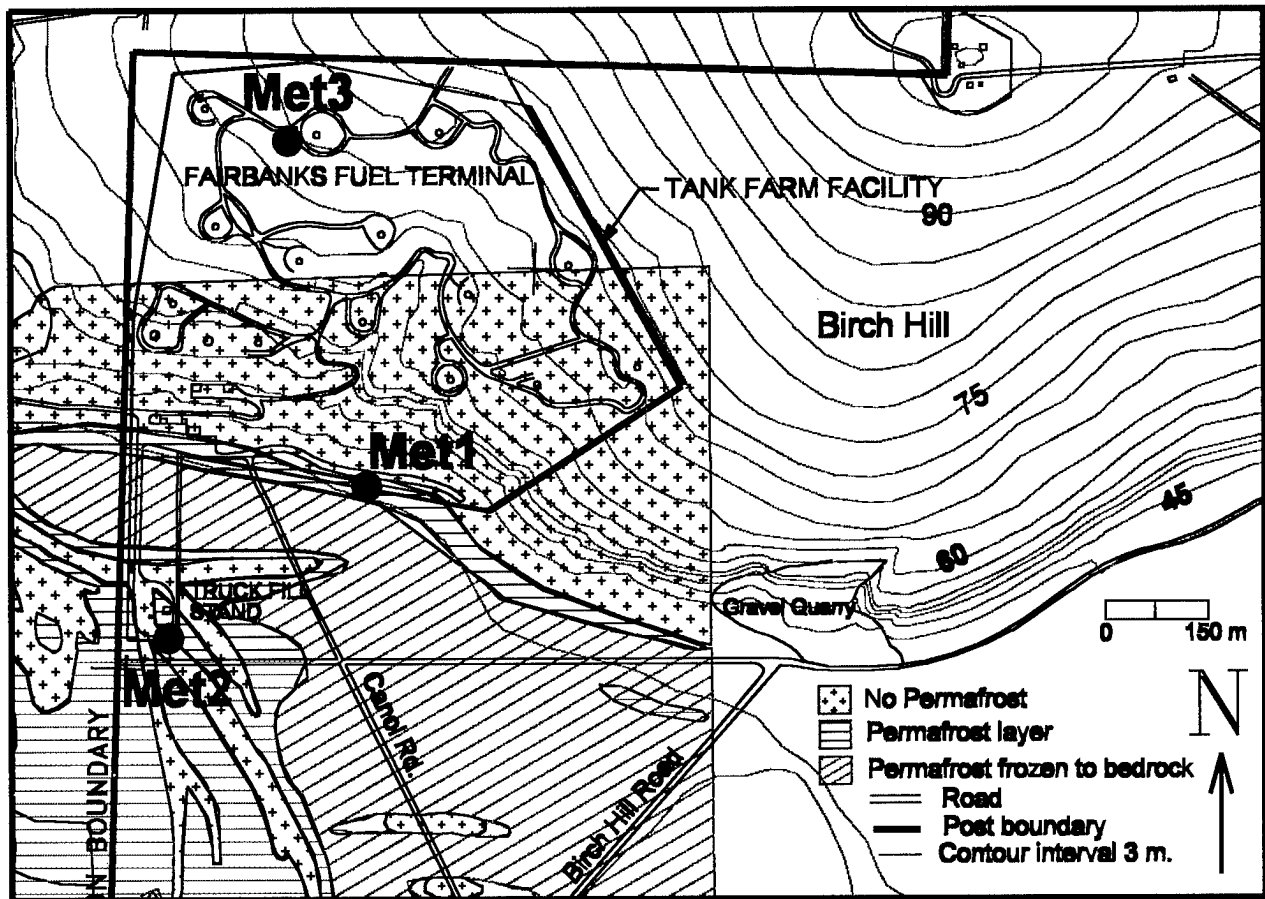 Met3
FAIRBANKS FUEL TERMINAL
TANK FARM FACILITY
90
Birch Hill
75
Met1
45
60
TRUCK FILL
STAND
Gravel Quarry
0 150 m
Met2
N
Canol Rd.
Birch Hill Road
BOUNDARY
No Permafrost
Permafrost layer
Permafrost frozen to bedrock
Road
Post boundary
Contour interval 3 m.